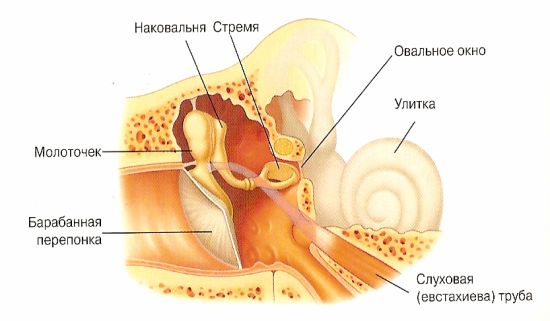 Наковальня Стремя
Овальное окно
Улитка
Молоточек
Барабанная
перепонка
Слуховая
(евстахиева) труба